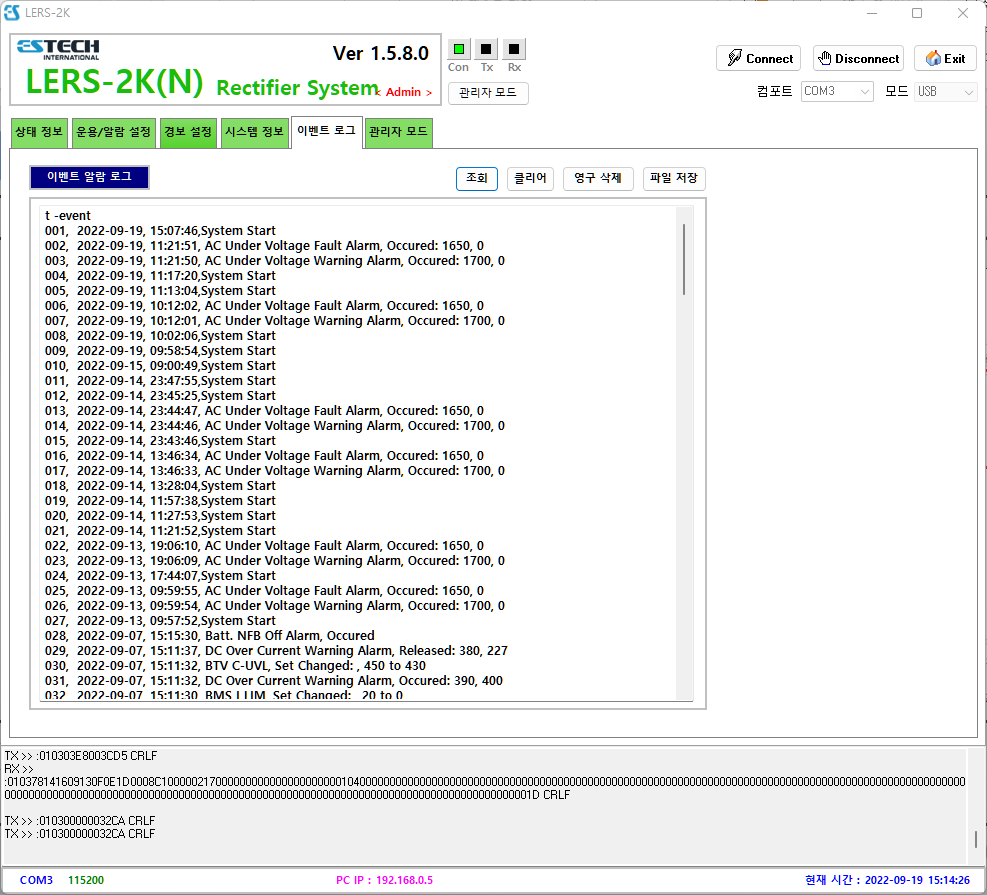 LERS-2K
ESTECH
INTERNATIONAL
Ver 1.5.8.0
LERS-2K(N) Rectifier System < Admin >
Con Tx Rx
관리자 모드
Connect Disconnect Exit
컴포트 COM3 모드 USB
상태 정보 운용/알람 설정 경보 설정 시스템 정보 이벤트 로그 관리자 모드
이벤트 알람 로그 조회 클리어 영구 삭제 파일 저장
t -event
001, 2022-09-19, 15:07:46,System Start
002, 2022-09-19, 11:21:51, AC Under Voltage Fault Alarm, Occured: 1650, 0
003, 2022-09-19, 11:21:50, AC Under Voltage Warning Alarm, Occured: 1700, 0
004, 2022-09-19, 11:17:20,System Start
005, 2022-09-19, 11:13:04,System Start
006, 2022-09-19, 10:12:02, AC Under Voltage Fault Alarm, Occured: 1650, 0
007, 2022-09-19, 10:12:01, AC Under Voltage Warning Alarm, Occured: 1700, 0
008, 2022-09-19, 10:02:06,System Start
009, 2022-09-19, 09:58:54,System Start
010, 2022-09-15, 09:00:49,System Start
011, 2022-09-14, 23:47:55,System Start
012, 2022-09-14, 23:45:25,System Start
013, 2022-09-14, 23:44:47, AC Under Voltage Fault Alarm, Occured: 1650, 0
014, 2022-09-14, 23:44:46, AC Under Voltage Warning Alarm, Occured: 1700, 0
015, 2022-09-14, 23:43:46,System Start
016, 2022-09-14, 13:46:34, AC Under Voltage Fault Alarm, Occured: 1650, 0
017, 2022-09-14, 13:46:33, AC Under Voltage Warning Alarm, Occured: 1700, 0
018, 2022-09-14, 13:28:04,System Start
019, 2022-09-14, 11:57:38,System Start
020, 2022-09-14, 11:27:53,System Start
021, 2022-09-14, 11:21:52,System Start
022, 2022-09-13, 19:06:10, AC Under Voltage Fault Alarm, Occured: 1650, 0
023, 2022-09-13, 19:06:09, AC Under Voltage Warning Alarm, Occured: 1700, 0
024, 2022-09-13, 17:44:07,System Start
025, 2022-09-13, 09:59:55, AC Under Voltage Fault Alarm, Occured: 1650, 0
026, 2022-09-13, 09:59:54, AC Under Voltage Warning Alarm, Occured: 1700, 0
027, 2022-09-13, 09:57:52,System Start
028, 2022-09-07, 15:15:30, Batt. NFB Off Alarm, Occured
029, 2022-09-07, 15:11:37, DC Over Current Warning Alarm, Released: 380, 227
030, 2022-09-07, 15:11:32, BTV C-UVL, Set Changed: , 450 to 430
031, 2022-09-07, 15:11:32, DC Over Current Warning Alarm, Occured: 390, 400
032, 2022-09-07, 15:11:30, BMS I LIM, Set Changed: , 20 to 0
TX >> :010303E8003CD5 CRLF
RX >>
TX >> :010300000032CA CRLF
TX >> :010300000032CA CRLF
COM3 115200 PC IP : 192.168.0.5 현재 시간 : 2022-09-19 15:14:26